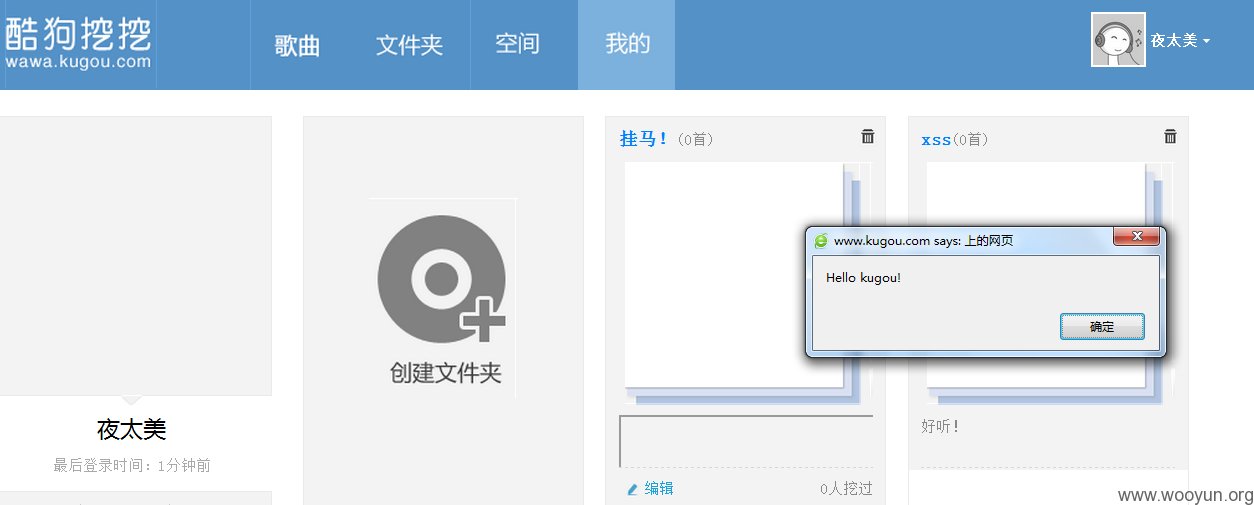 酷狗挖挖
wawa.kugou.com
歌曲
文件夹
空间
我的
夜太美
挂马！(0首)
xss(0首)
www.kugou.com says: 上的网页
Hello kugou!
确定
创建文件夹
夜太美
最后登录时间：1分钟前
好听！
编辑
0人挖过
www.wooyun.org